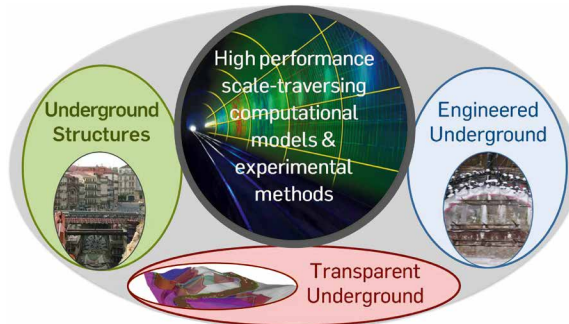 High performance
scale-traversing
computational
models &
experimental
methods
Underground
Structures
Engineered
Underground
Transparent
Underground